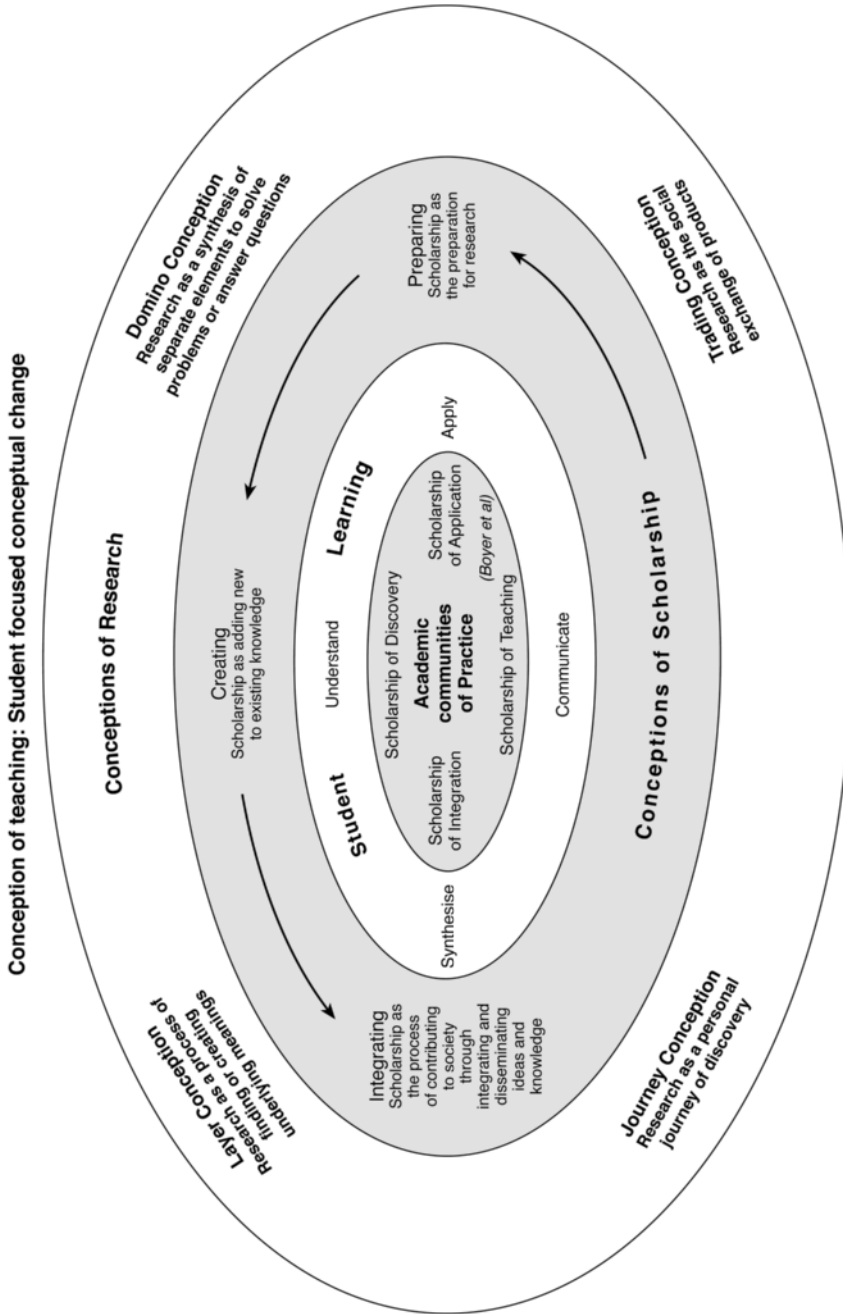 Conception of teaching: Student focused conceptual change
Conceptions of Research
Layer Conception
Research as a process of
finding or creating
underlying meanings
Domino Conception
Research as a synthesis of
separate elements to solve
problems or answer questions
Creating
Scholarship as adding new
to existing knowledge
Integrating
Scholarship as
the process
of contributing
to society
through
integrating and
disseminating
ideas and
knowledge
Preparing
Scholarship as
the preparation
for research
Student
Understand
Learning
Synthesise
Apply
Scholarship of Discovery
Scholarship
of Integration
Academic
communities
of Practice
Scholarship
of Application
(Boyer et al)
Scholarship of Teaching
Communicate
Conceptions of Scholarship
Journey Conception
Research as a personal
journey of discovery
Trading Conception
Research as the social
exchange of products